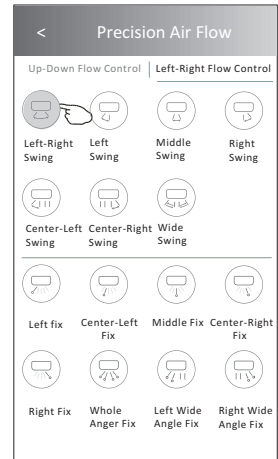 < Precision Air Flow
Up-Down Flow Control Left-Right Flow Control
Left-Right Left Middle Right
Swing Swing Swing Swing
Center-Left Center-Right Wide
Swing Swing Swing
Left fix Center-Left Middle Fix Center-Right
Fix Fix
Right Fix Whole Left Wide Right Wide
Anger Fix Angle Fix Angle Fix